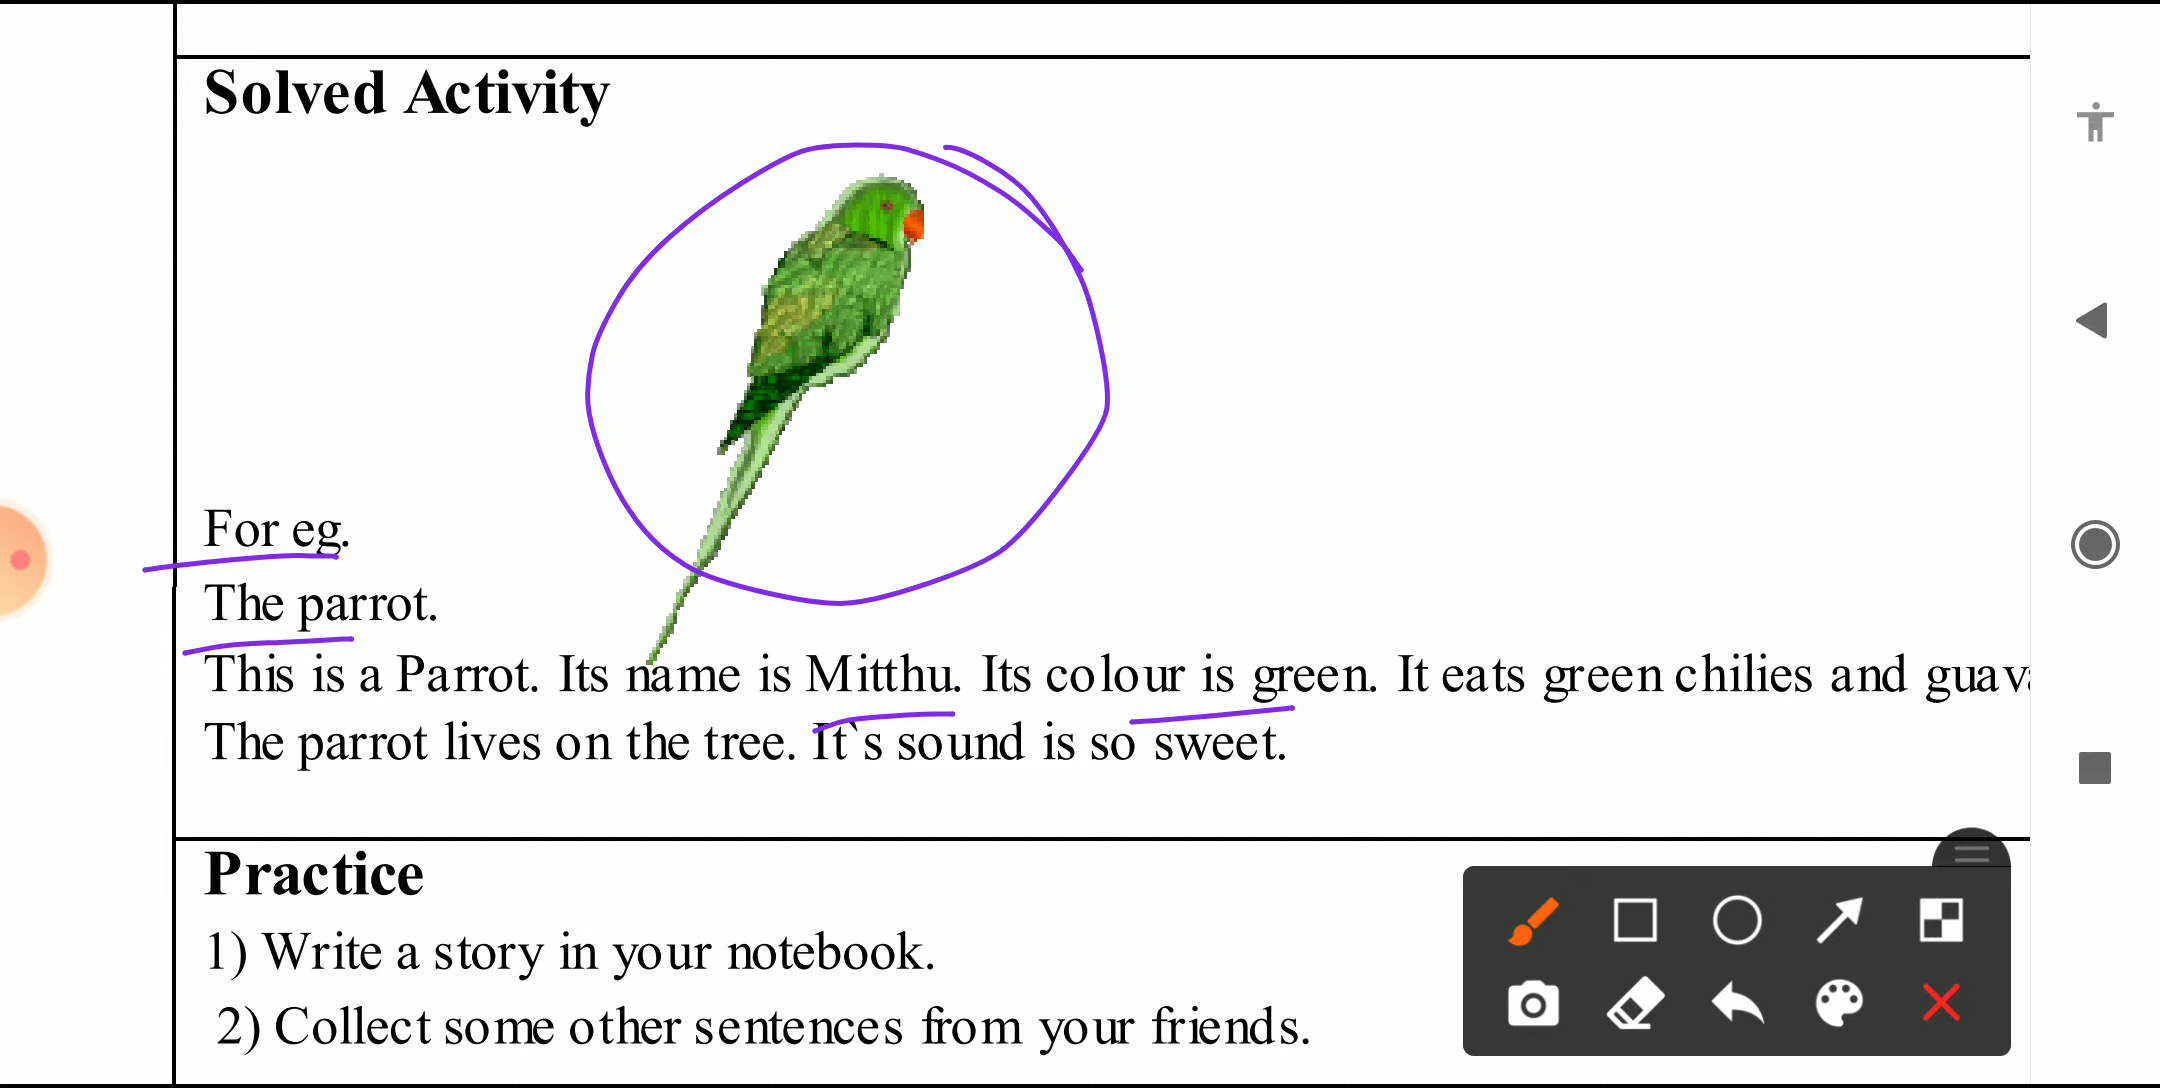 Solved Activity
For eg.
The parrot.
This is a Parrot. Its name is Mitthu. Its colour is green. It eats green chilies and
The parrot lives on the tree. It`s sound is so sweet.
Practice
1) Write a story in your notebook.
2) Collect some other sentences from your friends.